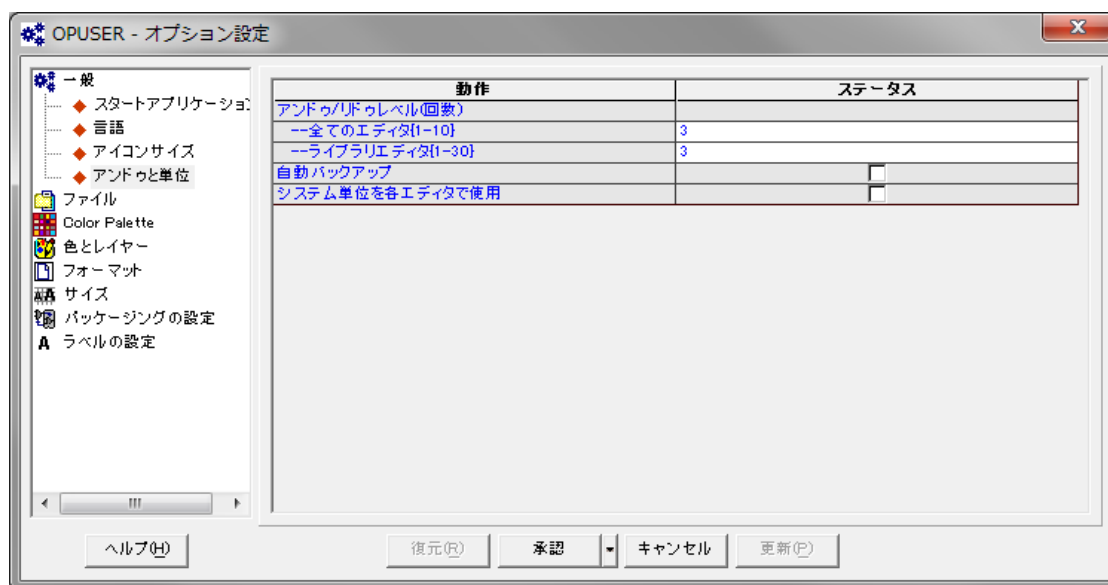 OPUSER - オプション設定
一般
スタートアプリケーション
言語
アイコンサイズ
アンドゥと単位
ファイル
Color Palette
色とレイヤー
フォーマット
サイズ
パッケージングの設定
A ラベルの設定
動作 ステータス
アンドゥ/リドゥレベル(回数)
--全てのエディタ{1-10} 3
--ライブラリエディタ{1-30} 3
自動バックアップ
システム単位を各エディタで使用
ヘルプ(H) 復元(R) 承認 キャンセル 更新(P)